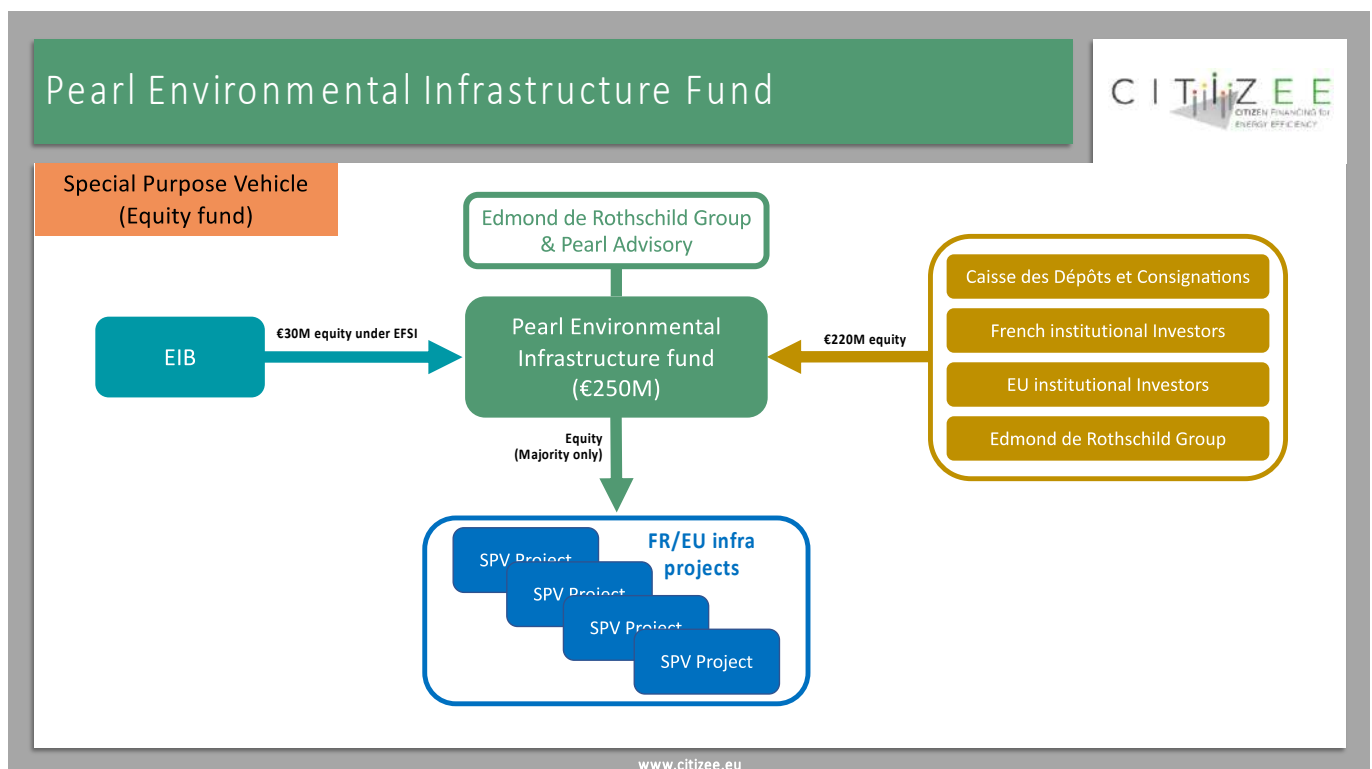 Pearl Environmental Infrastructure Fund
CITIZEE
CITIZEN FINANCING for
ENERGY EFFICIENCY
Special Purpose Vehicle
(Equity fund)
Edmond de Rothschild Group
& Pearl Advisory
EIB
€30M equity under EFSI
Pearl Environmental
Infrastructure fund
(€250M)
€220M equity
Caisse des Dépôts et Consignations
French institutional Investors
EU institutional Investors
Edmond de Rothschild Group
Equity
(Majority only)
FR/EU infra
projects
SPV Project
SPV Project
SPV Project
SPV Project
www.citizee.eu